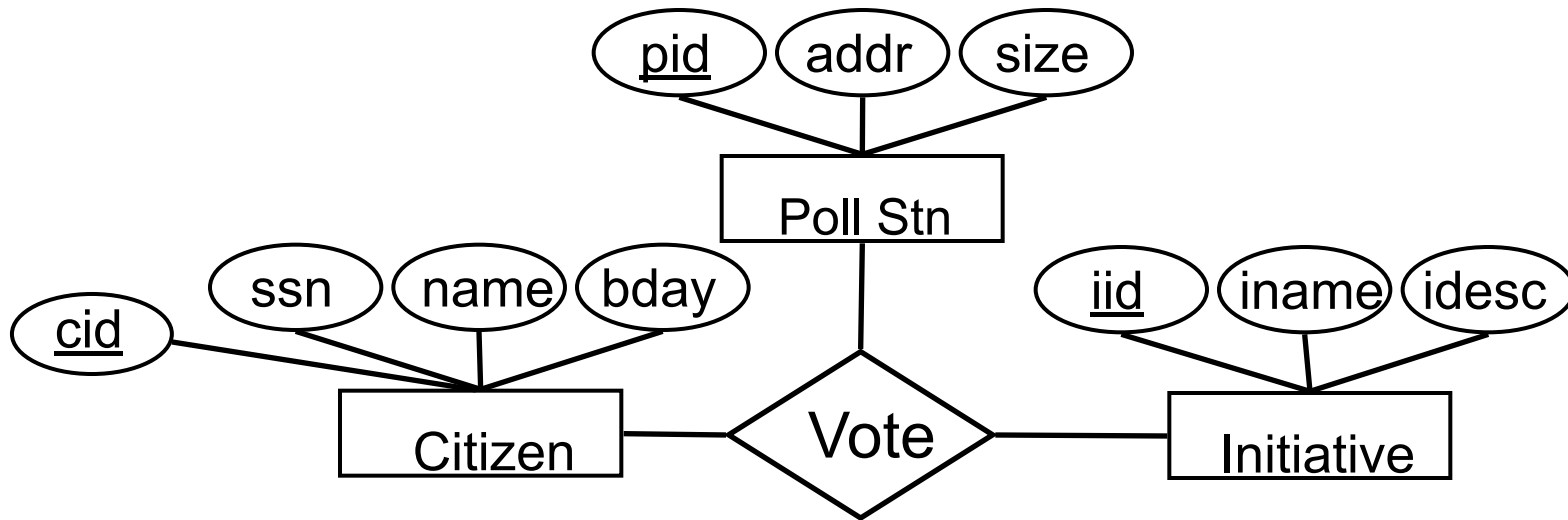 pid addr size
Poll Stn
ssn name bday
cid
iid iname idesc
Citizen
Vote
Initiative